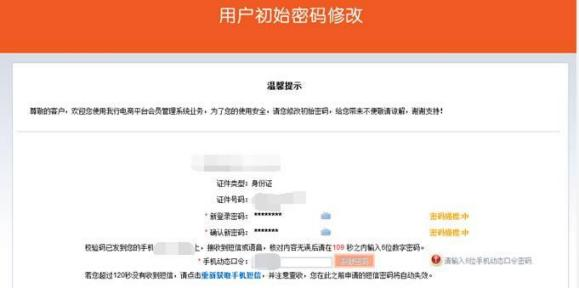 用户初始密码修改
温馨提示
尊敬的客户，欢迎您使用我行电商平台会员管理系统业务，为了您的使用安全，请您修改初始密码，给您带来不便敬请谅解，谢谢支持！
证件类型：身份证
证件号码：
* 新登录密码：******** 密码强度:中
* 确认新密码：******* 密码强度:中
校验码已发到您的手机 上，接收到短信或语音，核对内容无误后请在109 秒之内输入6位数字密码。
* 手机动态口令： 请输入6位手机动态口令密码
若您超过120秒没有收到短信，请点击重新获取手机短信，并注意查收，您在此之前申请的短信密码将自动失效。